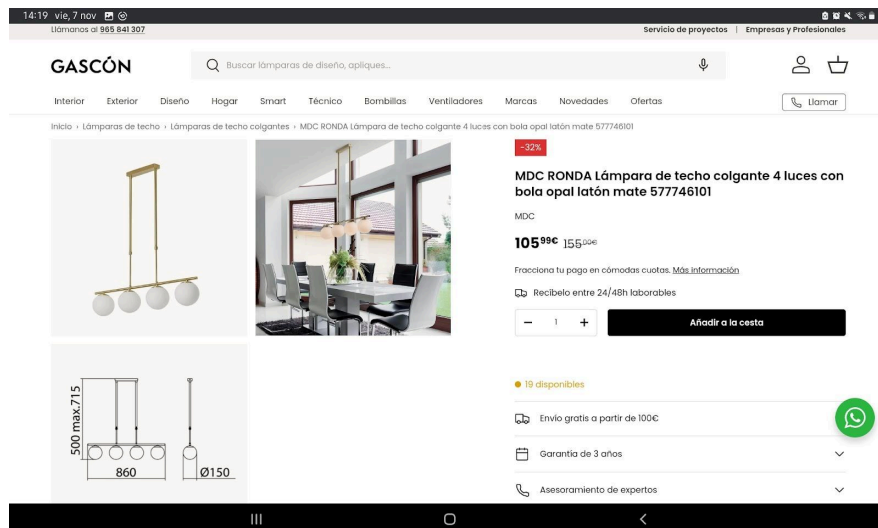 14:19 vie, 7 nov
Llámanos al 965 841 307
Servicio de proyectos | Empresas y Profesionales
GASCÓN
Buscar lámparas de diseño, apliques...
Interior Exterior Diseño Hogar Smart Técnico Bombillas Ventiladores Marcas Novedades Ofertas
Llamar
Inicio › Lámparas de techo › Lámparas de techo colgantes › MDC RONDA Lámpara de techo colgante 4 luces con bola opal latón mate 577746101
-32%
MDC RONDA Lámpara de techo colgante 4 luces con
bola opal latón mate 577746101
MDC
105⁹⁹€ 155⁰⁰€
Fracciona tu pago en cómodas cuotas. Más información
Recíbelo entre 24/48h laborables
− 1 +
Añadir a la cesta
19 disponibles
Envío gratis a partir de 100€
Garantía de 3 años
Asesoramiento de expertos
500 max.715
860
Ø150